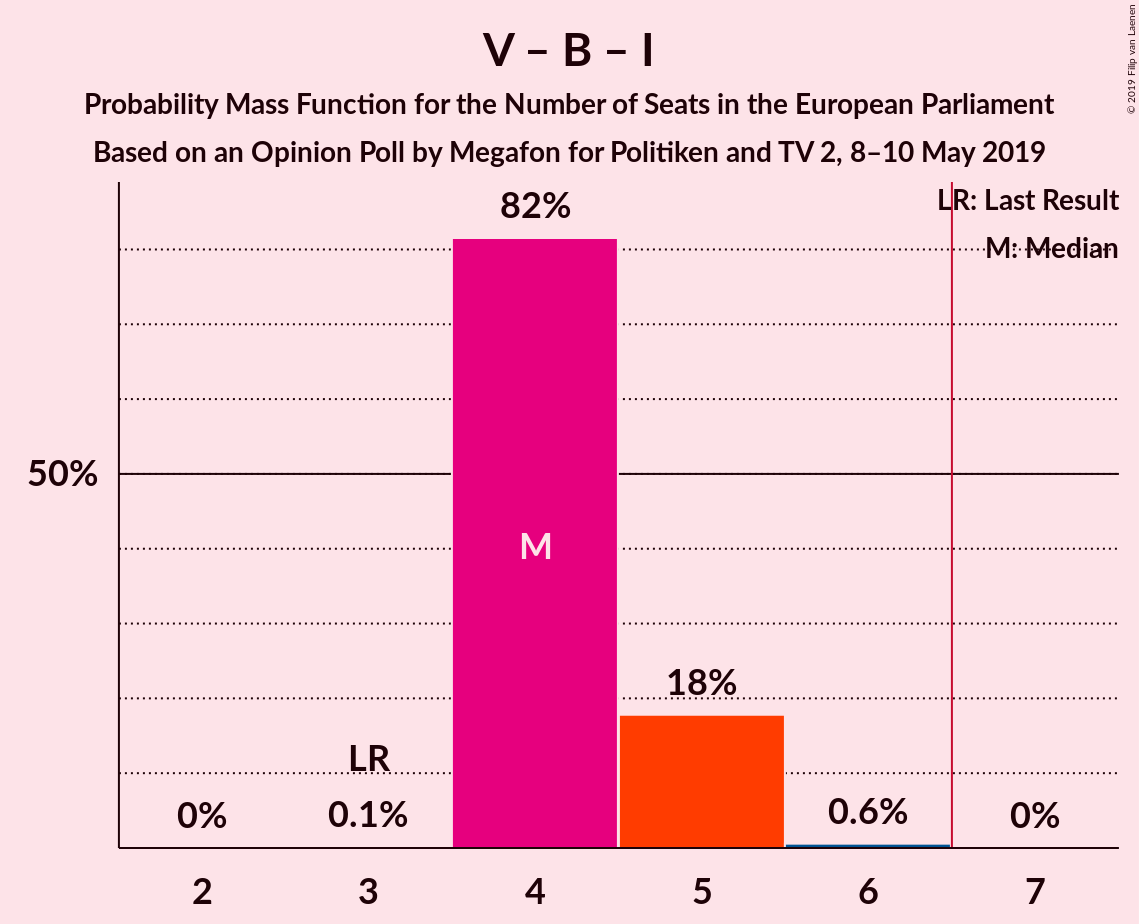 V – B – I
Probability Mass Function for the Number of Seats in the European Parliament
Based on an Opinion Poll by Megafon for Politiken and TV 2, 8–10 May 2019
© 2019 Filip van Laenen
LR: Last Result
M: Median
82%
50%
M
18%
LR
0% 0.1% 0.6% 0%
2 3 4 5 6 7